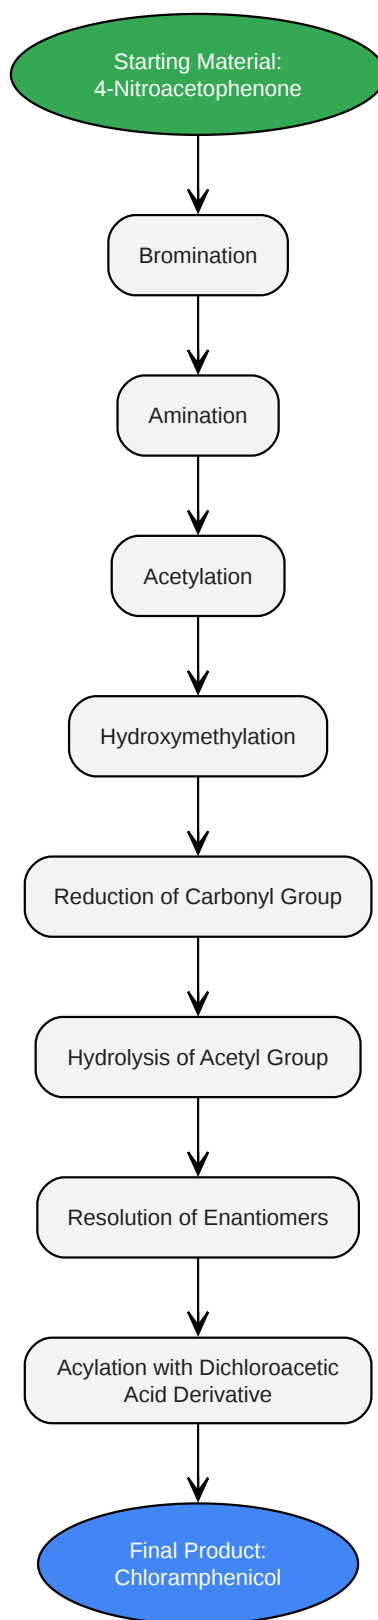 Starting Material:
4-Nitroacetophenone
Bromination
Amination
Acetylation
Hydroxymethylation
Reduction of Carbonyl Group
Hydrolysis of Acetyl Group
Resolution of Enantiomers
Acylation with Dichloroacetic
Acid Derivative
Final Product:
Chloramphenicol